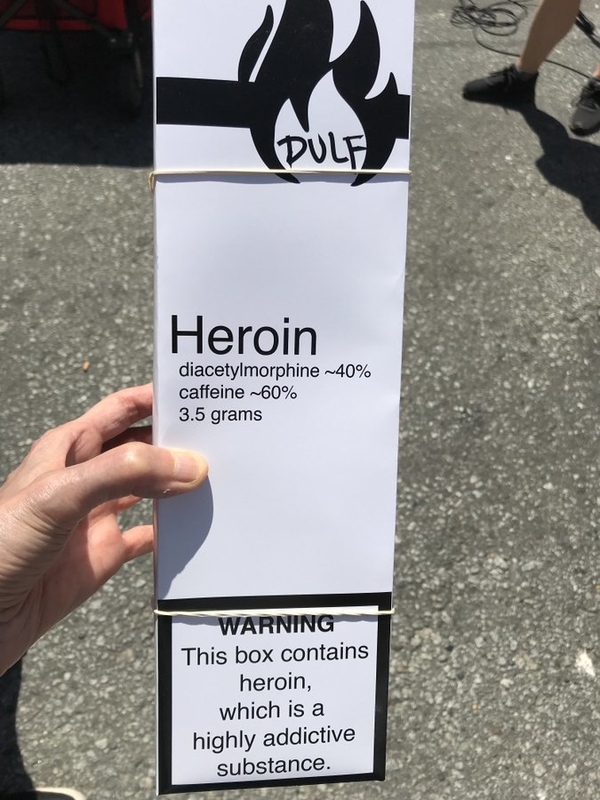 DULF
Heroin
diacetylmorphine ~40%
caffeine ~60%
3.5 grams
WARNING
This box contains
heroin,
which is a
highly addictive
substance.